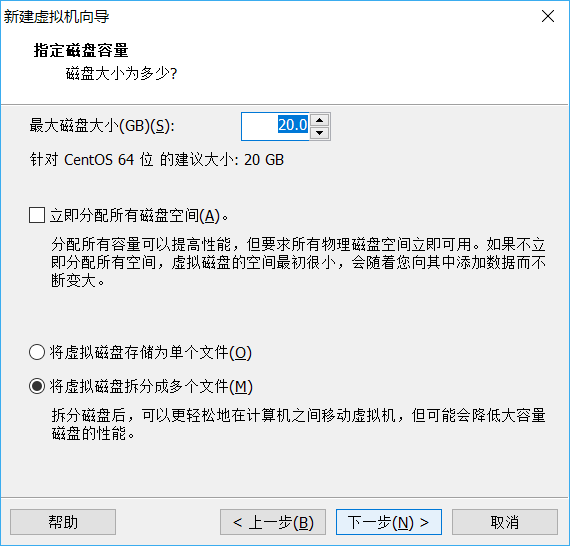 新建虚拟机向导
指定磁盘容量
磁盘大小为多少?
最大磁盘大小(GB)(S):
20.0
针对 CentOS 64 位 的建议大小: 20 GB
立即分配所有磁盘空间(A)。
分配所有容量可以提高性能，但要求所有物理磁盘空间立即可用。如果不立
即分配所有空间，虚拟磁盘的空间最初很小，会随着您向其中添加数据而不
断变大。
将虚拟磁盘存储为单个文件(O)
将虚拟磁盘拆分成多个文件(M)
拆分磁盘后，可以更轻松地在计算机之间移动虚拟机，但可能会降低大容量
磁盘的性能。
帮助
< 上一步(B)
下一步(N) >
取消